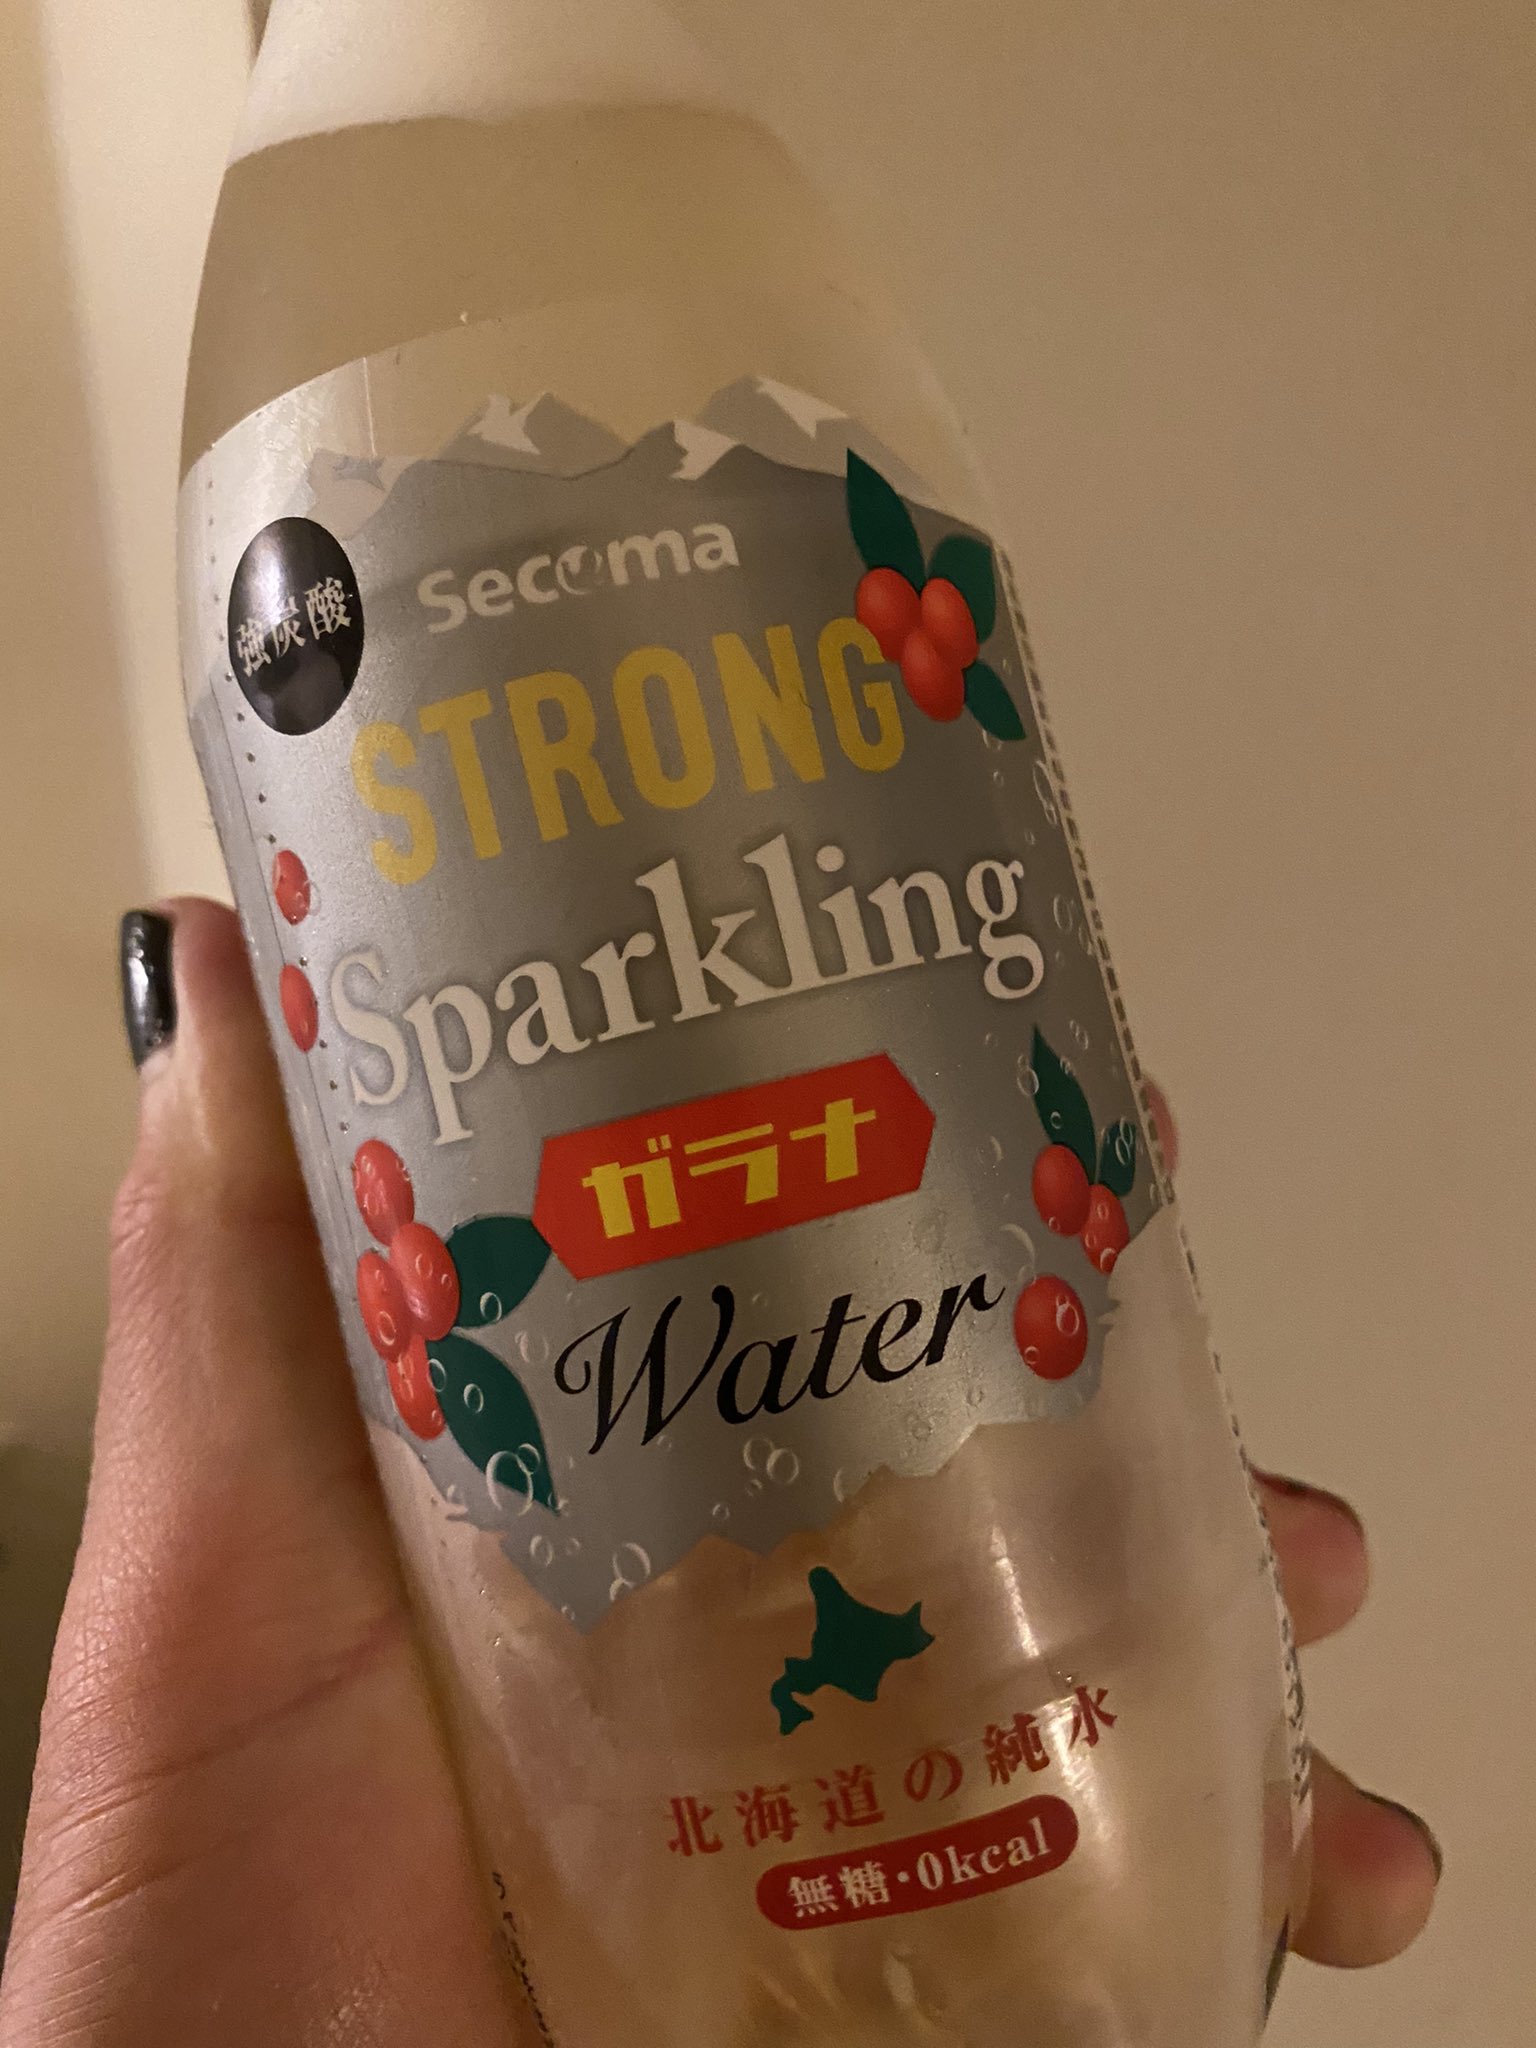 Secoma
強炭酸
STRONG
Sparkling
ガラナ
Water
北海道の純水
無糖・0kcal